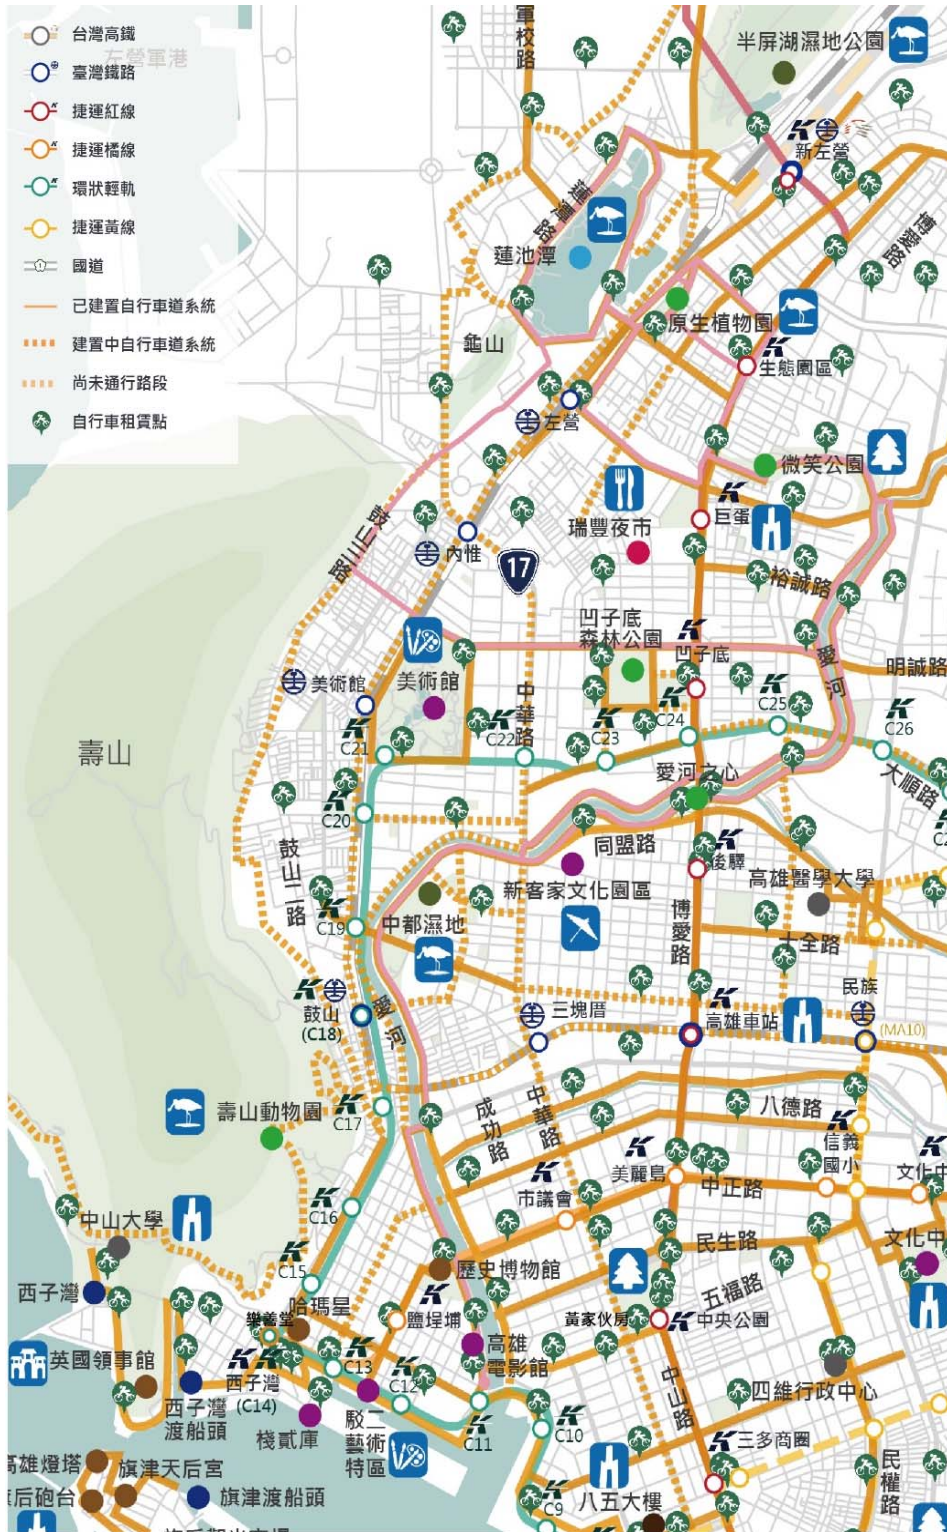 台灣高鐵
左營軍港
臺灣鐵路
捷運紅線
捷運橘線
環狀輕軌
捷運黃線
國道
已建置自行車道系統
建置中自行車道系統
尚未通行路段
自行車租賃點
軍校路
半屏湖濕地公園
新左營
蓮潭路
博愛路
蓮池潭
原生植物園
龜山
生態園區
左營
微笑公園
巨蛋
瑞豐夜市
鼓山三路
內惟
17
裕誠路
凹子底
森林公園
凹子底
愛河
明誠路
美術館
美術館
中華路
C21
C22
C23
C24
C25
C26
壽山
愛河之心
大順路
C20
同盟路
後驛
鼓山二路
高雄醫學大學
新客家文化園區
C19
中都濕地
博愛路
十全路
鼓山
(C18)
愛河
三塊厝
高雄車站
民族
(MA10)
壽山動物園
C17
成功路
中華路
八德路
信義
國小
美麗島
市議會
中正路
C16
中山大學
民生路
文化中
C15
歷史博物館
五福路
西子灣
哈瑪星
樂善堂
鹽埕埔
黃家伙房
中央公園
高雄
電影館
英國領事館
C13
西子灣
(C14)
C12
四維行政中心
西子灣
渡船頭
棧貳庫
駁二
藝術
特區
C11
C10
中山路
三多商圈
民權路
高雄燈塔
旗津天后宮
旗津渡船頭
八五大樓
C9